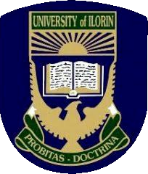 UNIVERSITY of ILORIN
PROBITAS - DOCTRINA